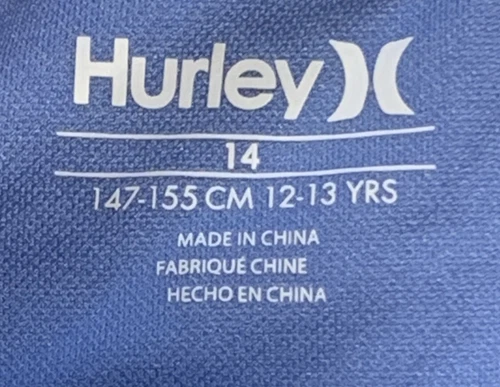 Hurley
14
147-155 CM 12-13 YRS
MADE IN CHINA
FABRIQUÉ CHINE
HECHO EN CHINA